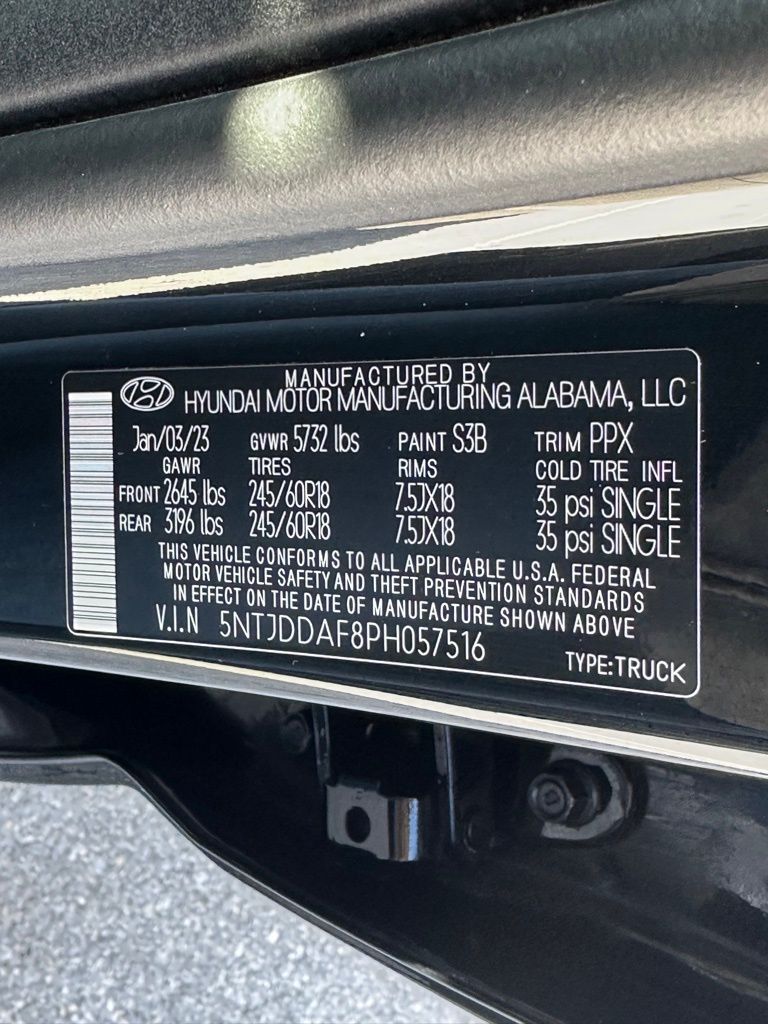 MANUFACTURED BY
HYUNDAI MOTOR MANUFACTURING ALABAMA, LLC
Jan/03/23 GVWR 5732 lbs PAINT S3B TRIM PPX
GAWR TIRES RIMS COLD TIRE INFL
FRONT 2645 lbs 245/60R18 7.5JX18 35 psi SINGLE
REAR 3196 lbs 245/60R18 7.5JX18 35 psi SINGLE
THIS VEHICLE CONFORMS TO ALL APPLICABLE U.S.A. FEDERAL
MOTOR VEHICLE SAFETY AND THEFT PREVENTION STANDARDS
IN EFFECT ON THE DATE OF MANUFACTURE SHOWN ABOVE
V.I.N 5NTJDDAF8PH057516
TYPE:TRUCK